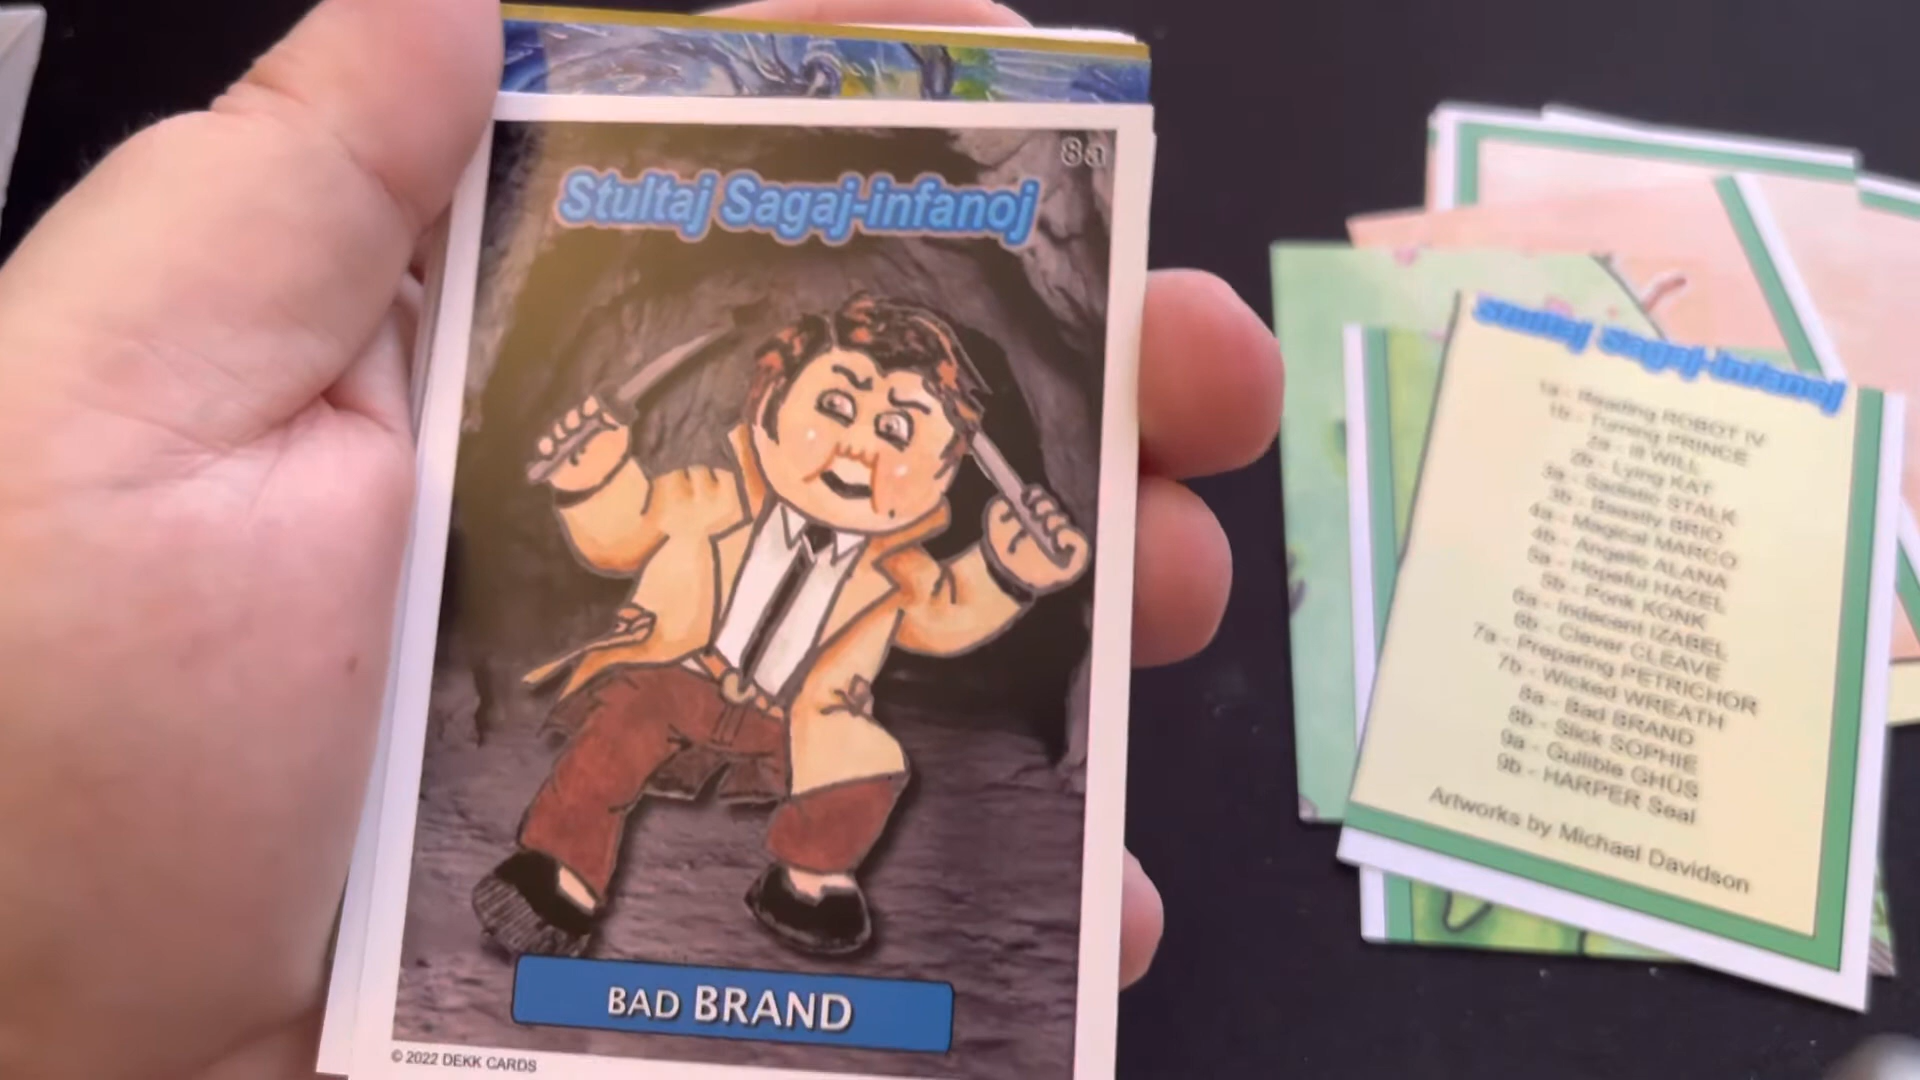 8a
Stultaj Sagaj-infanoj
BAD BRAND
© 2022 DEKK CARDS
Stultaj Sagaj-infanoj
1a - Reading ROBOT IV
1b - Turning PRINCE
2a - Ill WILL
2b - Lying KAT
3a - Sadistic STALK
3b - Beastly BRIO
4a - Magical MARCO
4b - Angelic ALANA
5a - Hopeful HAZEL
5b - Ponk KONK
6a - Indecent IZABEL
6b - Clever CLEAVE
7a - Preparing PETRICHOR
7b - Wicked WREATH
8a - Bad BRAND
8b - Slick SOPHIE
9a - Gullible GHÜS
9b - HARPER Seal
Artworks by Michael Davidson